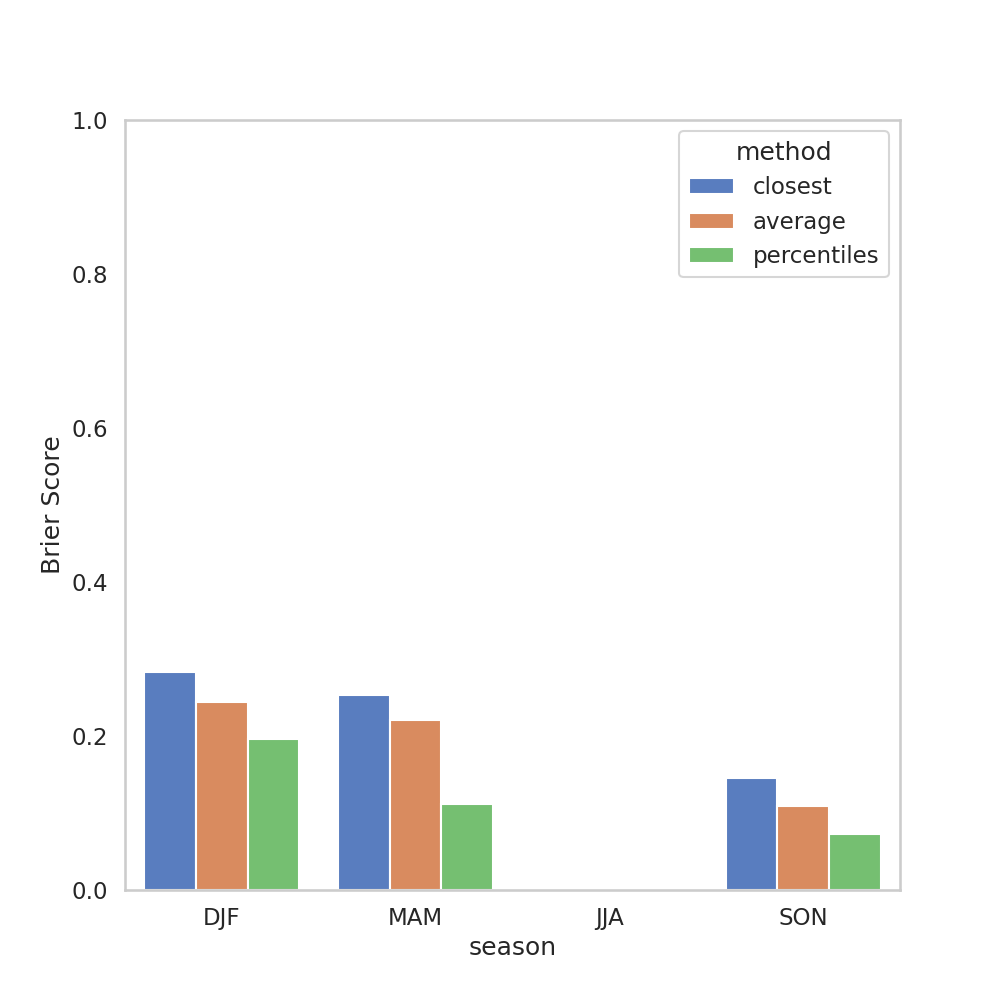 1.0
0.8
0.6
0.4
0.2
0.0
Brier Score
method
closest
average
percentiles
DJF
MAM
JJA
SON
season